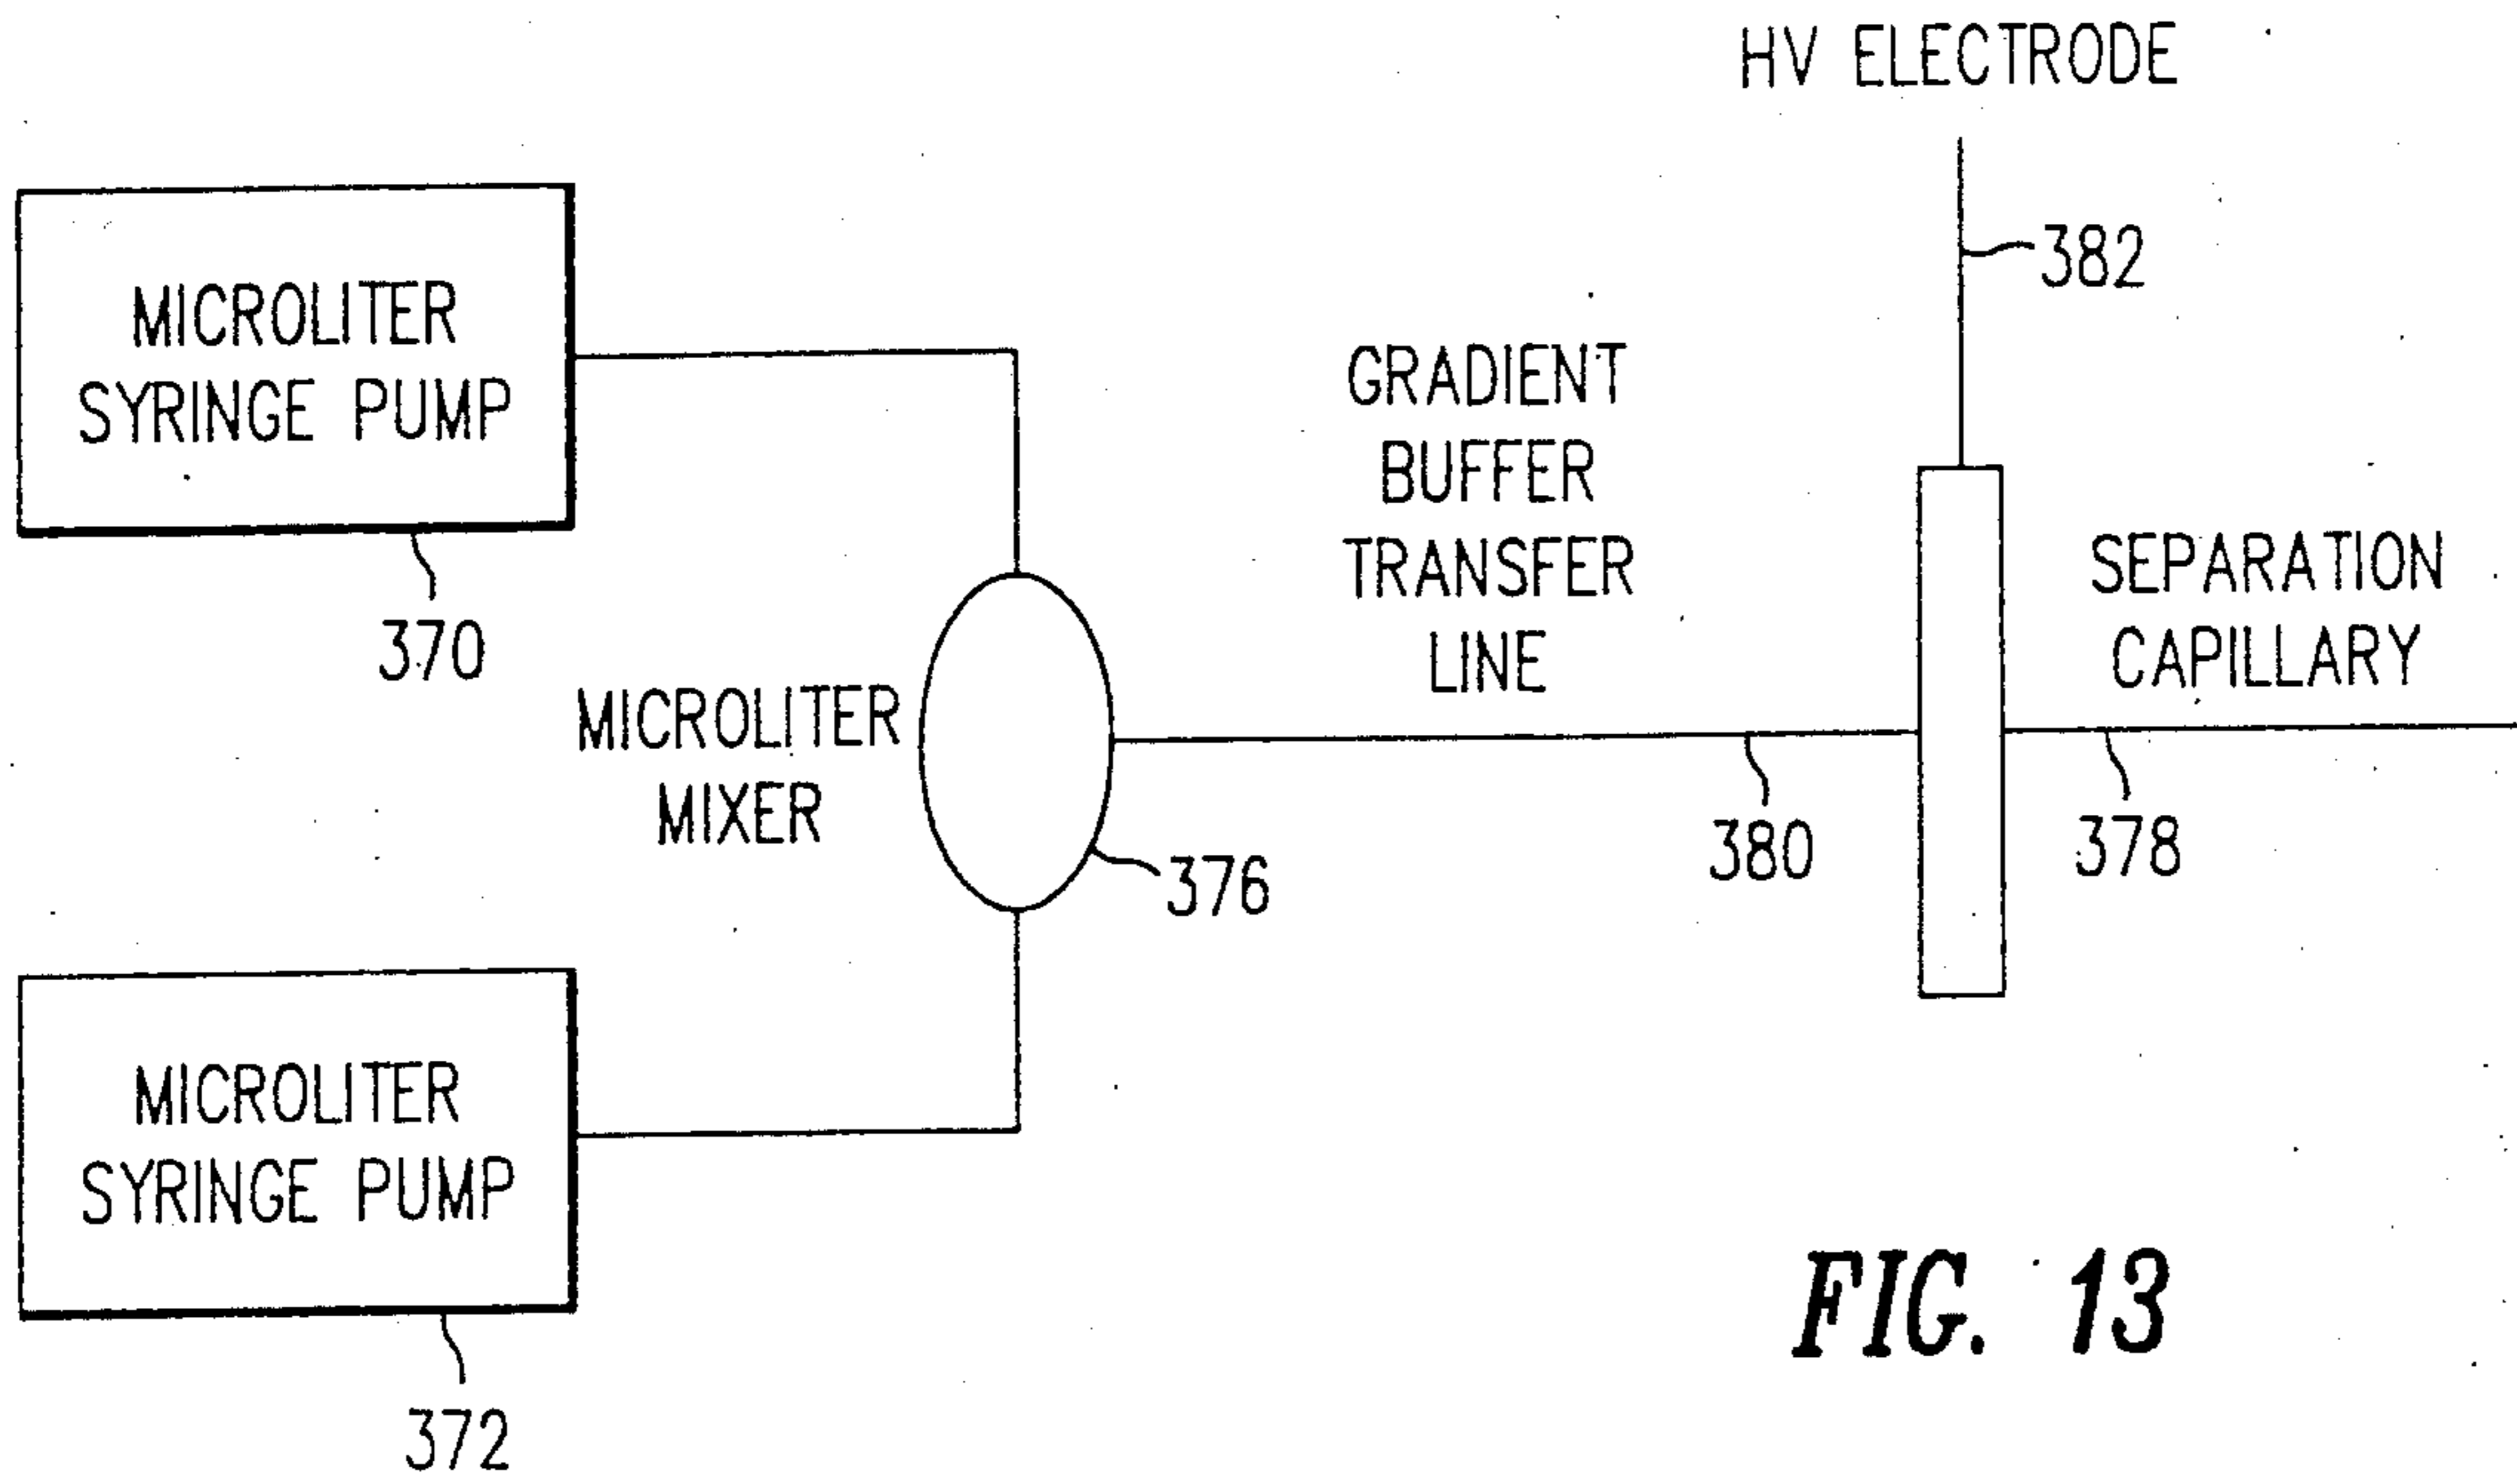 HV ELECTRODE
382
MICROLITER
SYRINGE PUMP
370
GRADIENT
BUFFER
TRANSFER
LINE
SEPARATION
CAPILLARY
MICROLITER
MIXER
376
380
378
MICROLITER
SYRINGE PUMP
372
FIG. 13